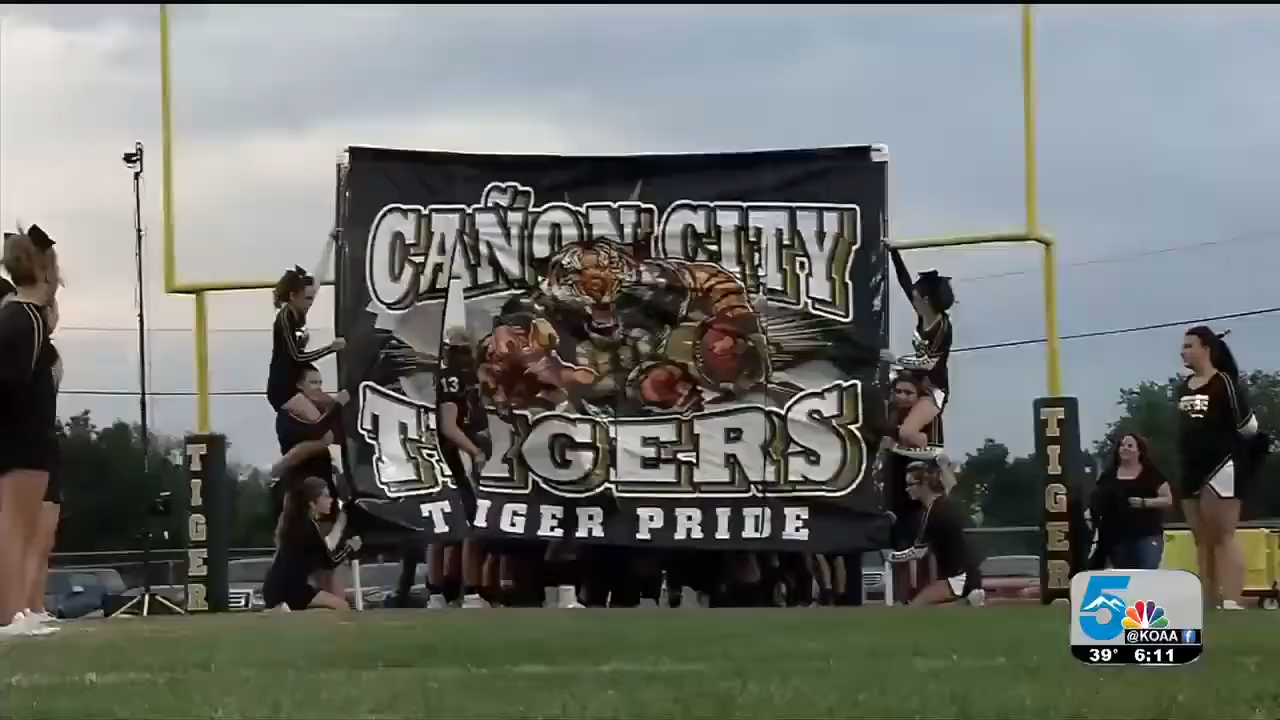 CAÑON CITY
TIGERS
TIGER PRIDE
13
TIGER
TIGER
5
@KOAA f
39° 6:11